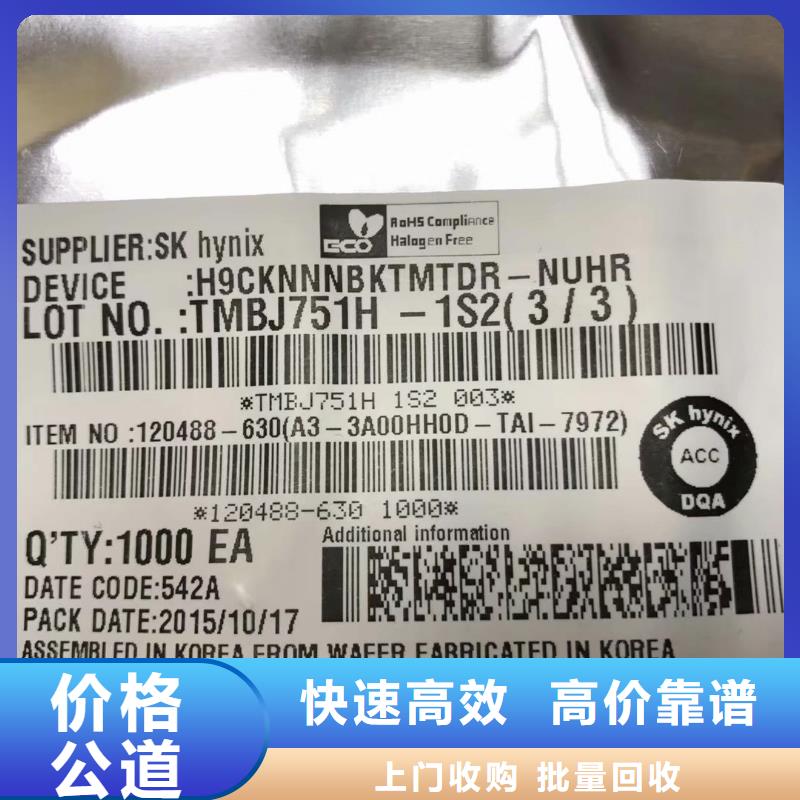 SUPPLIER:SK hynix
ECO
RoHS Compliance
Halogen Free
DEVICE :H9CKNNNBKTMTDR-NUHR
LOT NO. :TMBJ751H -1S2(3/3)
*TMBJ751H 1S2 003*
ITEM NO :120488-630(A3-3A00HH0D-TAI-7972)
*120488-630 1000*
SK hynix
ACC
DQA
Q'TY:1000 EA
Additional information
DATE CODE:542A
PACK DATE:2015/10/17
ASSEMBLED IN KOREA FROM WAFER FABRICATED IN KOREA
价格
公道
快速高效 高价靠谱
上门收购 批量回收